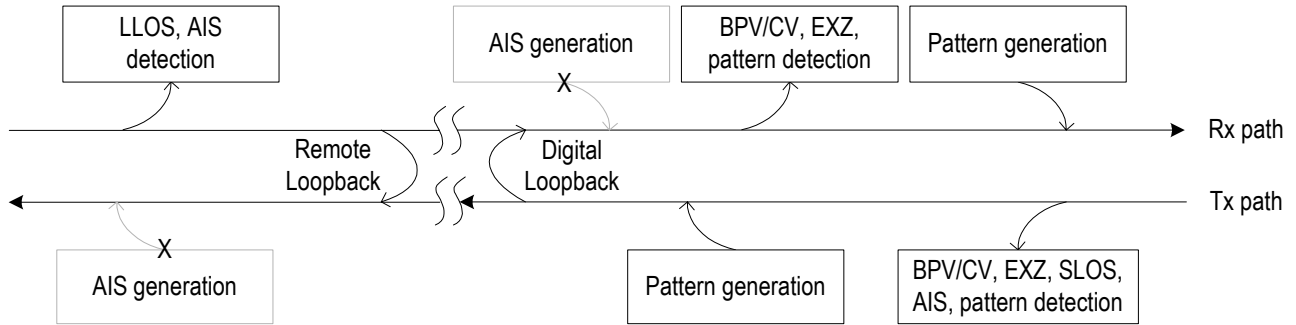 LLOS, AIS
detection
AIS generation
X
BPV/CV, EXZ,
pattern detection
Pattern generation
Rx path
Remote
Loopback
Digital
Loopback
Tx path
X
AIS generation
Pattern generation
BPV/CV, EXZ, SLOS,
AIS, pattern detection